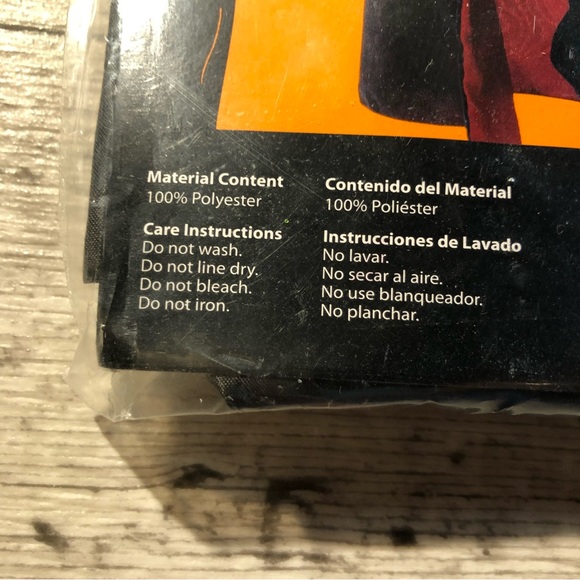 Material Content
100% Polyester
Care Instructions
Do not wash.
Do not line dry.
Do not bleach.
Do not iron.
Contenido del Material
100% Poliéster
Instrucciones de Lavado
No lavar.
No secar al aire.
No use blanqueador.
No planchar.